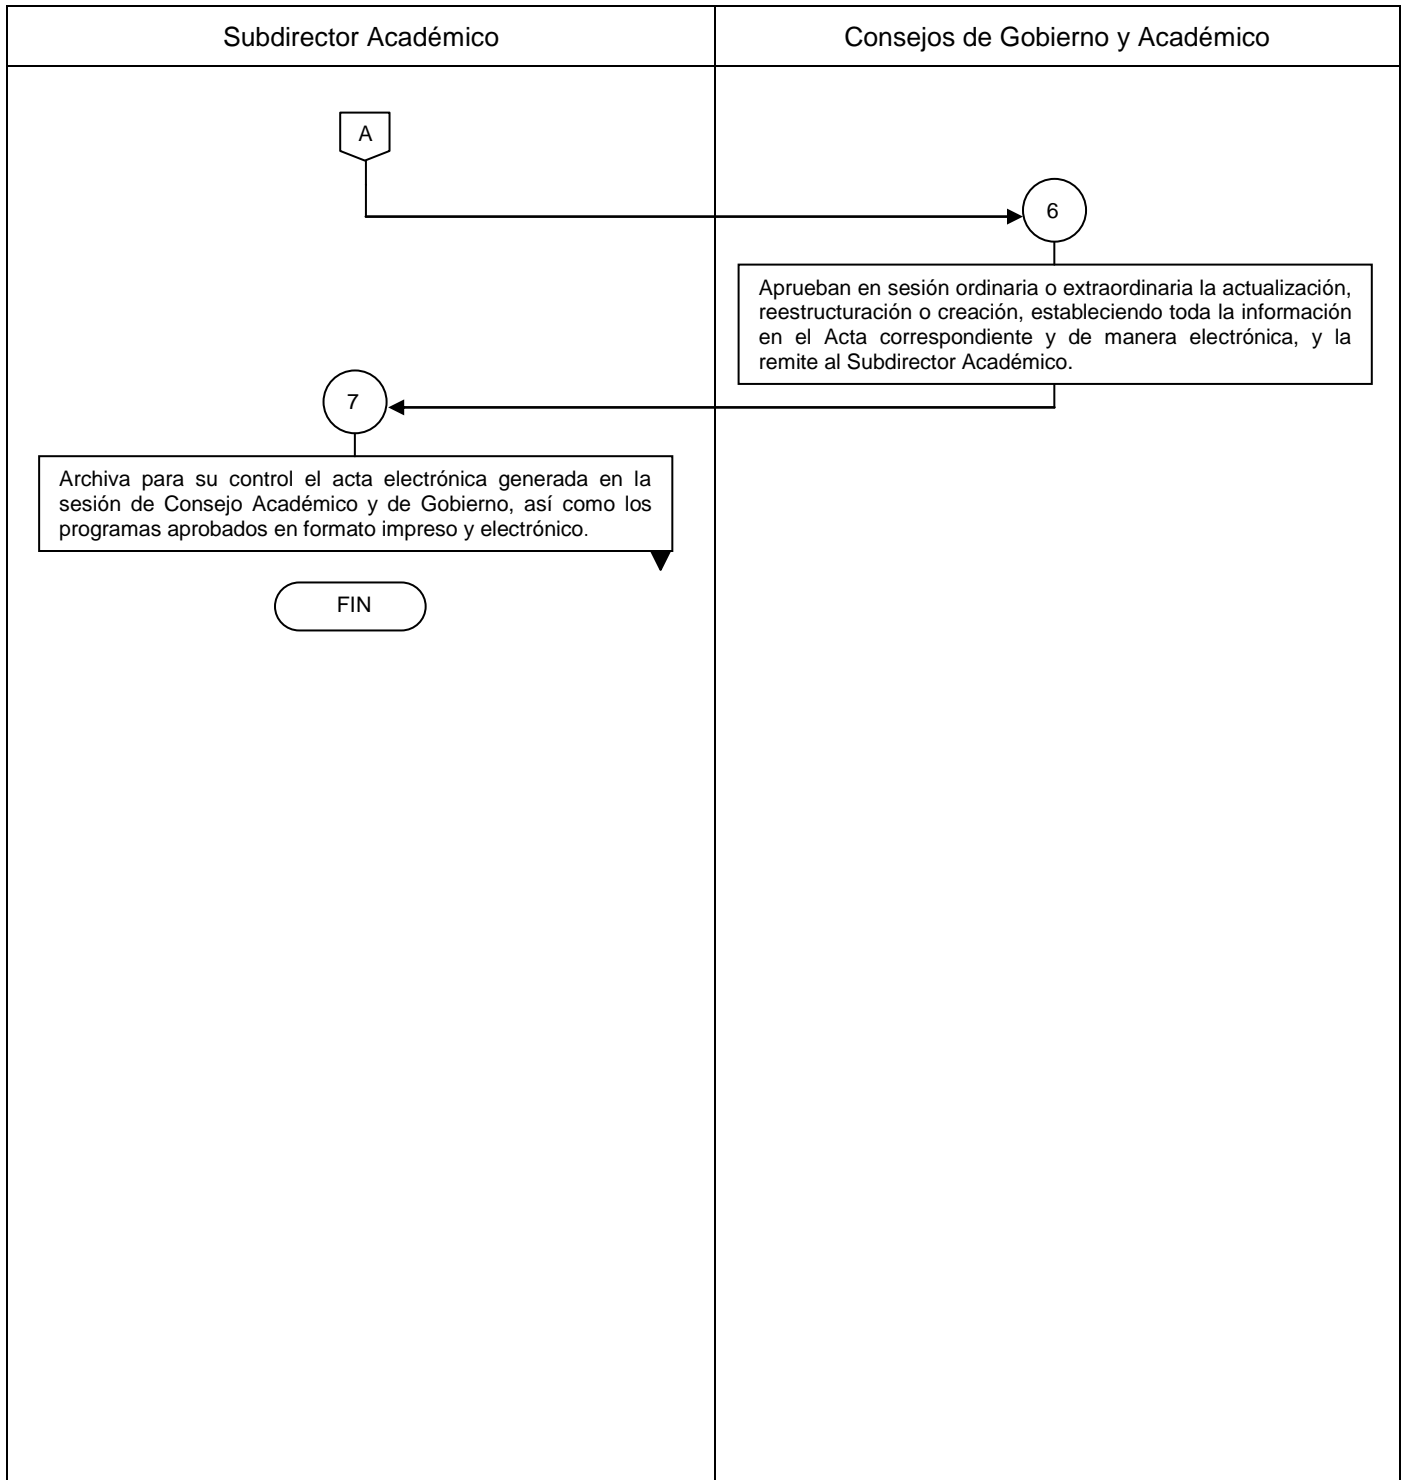 Subdirector Académico
Consejos de Gobierno y Académico
A
6
Aprueban en sesión ordinaria o extraordinaria la actualización,
reestructuración o creación, estableciendo toda la información
en el Acta correspondiente y de manera electrónica, y la
remite al Subdirector Académico.
7
Archiva para su control el acta electrónica generada en la
sesión de Consejo Académico y de Gobierno, así como los
programas aprobados en formato impreso y electrónico.
FIN